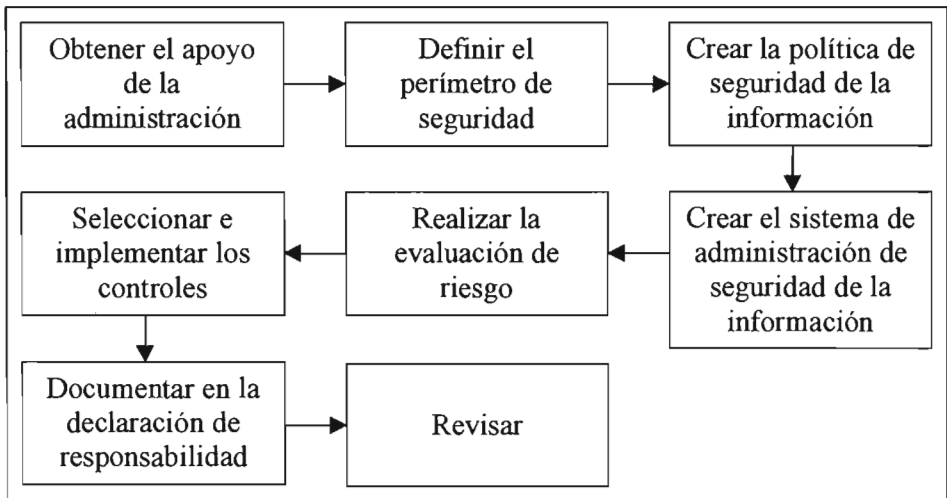 Obtener el apoyo
de la
administración
Definir el
perímetro de
seguridad
Crear la política de
seguridad de la
información
Crear el sistema de
administración de
seguridad de la
información
Realizar la
evaluación de
riesgo
Seleccionar e
implementar los
controles
Documentar en la
declaración de
responsabilidad
Revisar